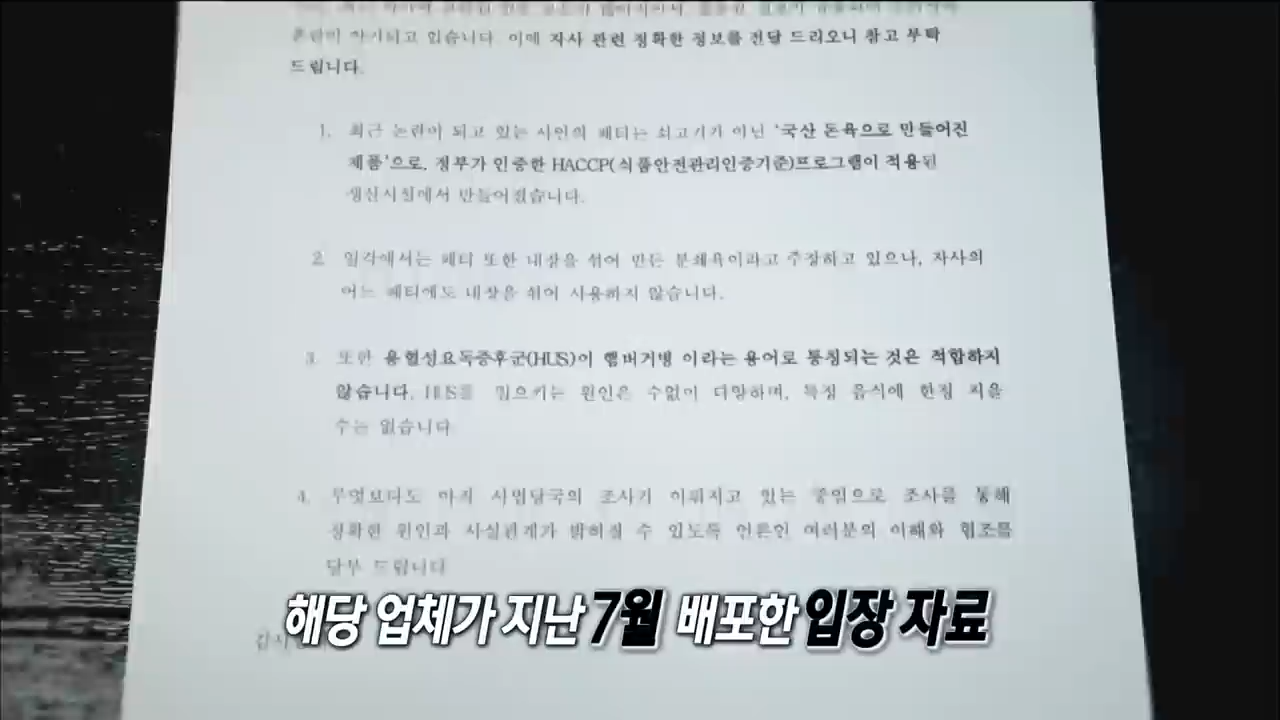 혼란이 야기되고 있습니다. 이에 자사 관련 정확한 정보를 전달 드리오니 참고 부탁
드립니다.
1. 최근 논란이 되고 있는 사안의 패티는 쇠고기가 아닌 '국산 돈육으로 만들어진
제품'으로, 정부가 인증한 HACCP(식품안전관리인증기준)프로그램이 적용된
생산시설에서 만들어졌습니다.
2. 일각에서는 패티 또한 내장을 섞어 만든 분쇄육이라고 주장하고 있으나, 자사의
어느 패티에도 내장을 섞어 사용하지 않습니다.
3. 또한 용혈성요독증후군(HUS)이 햄버거병 이라는 용어로 통칭되는 것은 적합하지
않습니다. HUS를 일으키는 원인은 수없이 다양하며, 특정 음식에 한정 지을
수는 없습니다
4. 무엇보다도 아직 사법당국의 조사가 이뤄지고 있는 중임으로 조사를 통해
정확한 원인과 사실관계가 밝혀질 수 있도록 언론인 여러분의 이해와 협조를
당부 드립니다
해당 업체가 지난 7월 배포한 입장 자료